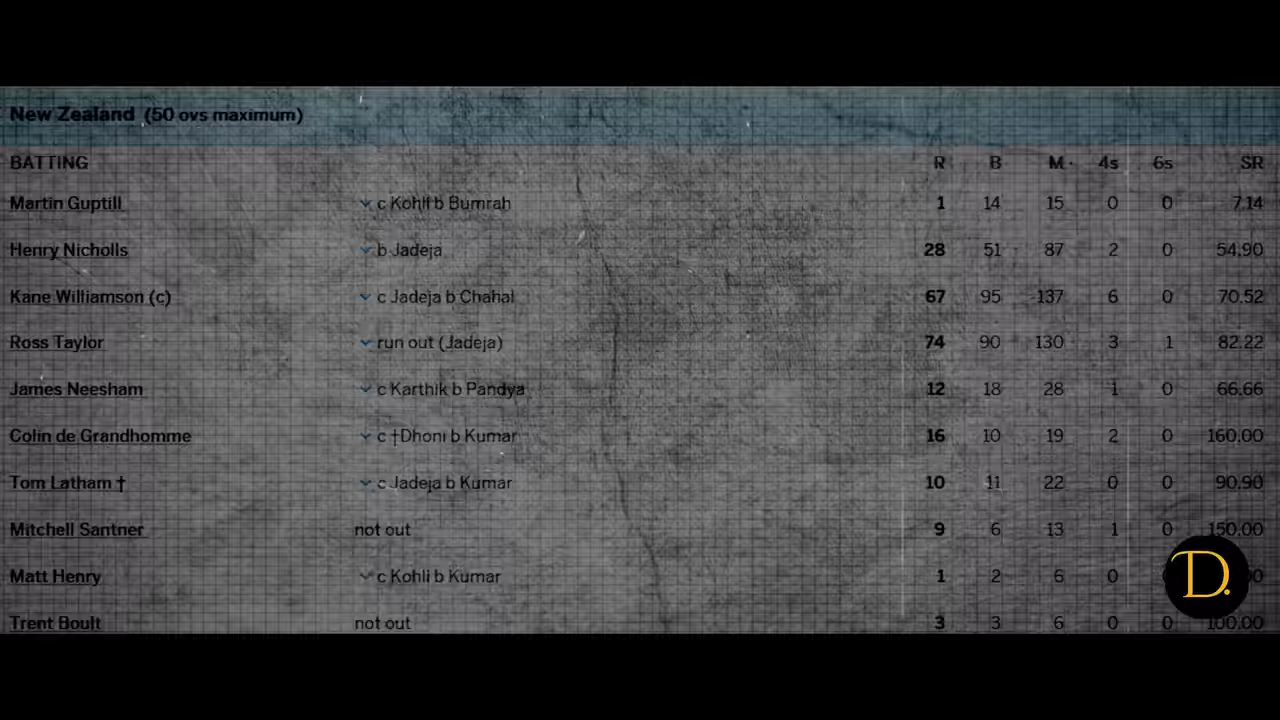 New Zealand (50 ovs maximum)
BATTING R B M 4s 6s SR
Martin Guptill c Kohli b Bumrah 1 14 15 0 0 7.14
Henry Nicholls b Jadeja 28 51 87 2 0 54.90
Kane Williamson (c) c Jadeja b Chahal 67 95 137 6 0 70.52
Ross Taylor run out (Jadeja) 74 90 130 3 1 82.22
James Neesham c Karthik b Pandya 12 18 28 1 0 66.66
Colin de Grandhomme c †Dhoni b Kumar 16 10 19 2 0 160.00
Tom Latham † c Jadeja b Kumar 10 11 22 0 0 90.90
Mitchell Santner not out 9 6 13 1 0 150.00
Matt Henry c Kohli b Kumar 1 2 6 0
Trent Boult not out 3 3 6 0 0 100.00
D.